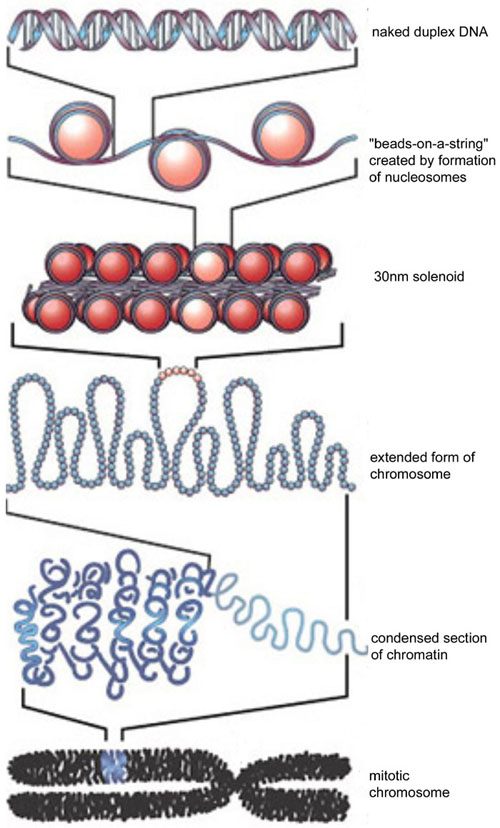 naked duplex DNA
"beads-on-a-string"
created by formation
of nucleosomes
30nm solenoid
extended form of
chromosome
condensed section
of chromatin
mitotic
chromosome